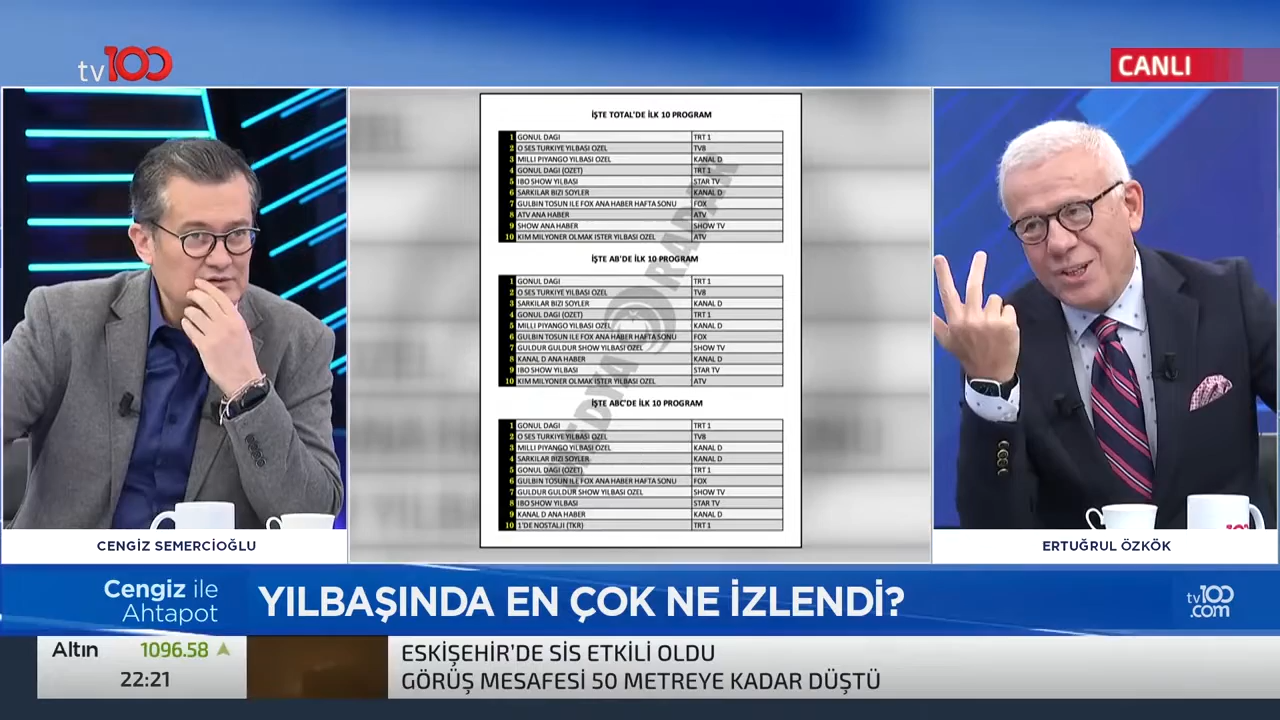 tv100
CANLI
İŞTE TOTAL'DE İLK 10 PROGRAM
1 GONUL DAGI TRT 1
2 O SES TURKIYE YILBASI OZEL TV8
3 MILLI PIYANGO YILBASI OZEL KANAL D
4 GONUL DAGI (OZET) TRT 1
5 IBO SHOW YILBASI STAR TV
6 SARKILAR BIZI SOYLER KANAL D
7 GULBIN TOSUN ILE FOX ANA HABER HAFTA SONU FOX
8 ATV ANA HABER ATV
9 SHOW ANA HABER SHOW TV
10 KIM MILYONER OLMAK ISTER YILBASI OZEL ATV
İŞTE AB'DE İLK 10 PROGRAM
1 GONUL DAGI TRT 1
2 O SES TURKIYE YILBASI OZEL TV8
3 SARKILAR BIZI SOYLER KANAL D
4 GONUL DAGI (OZET) TRT 1
5 MILLI PIYANGO YILBASI OZEL KANAL D
6 GULBIN TOSUN ILE FOX ANA HABER HAFTA SONU FOX
7 GULDUR GULDUR SHOW YILBASI OZEL SHOW TV
8 KANAL D ANA HABER KANAL D
9 IBO SHOW YILBASI STAR TV
10 KIM MILYONER OLMAK ISTER YILBASI OZEL ATV
İŞTE ABC'DE İLK 10 PROGRAM
1 GONUL DAGI TRT 1
2 O SES TURKIYE YILBASI OZEL TV8
3 MILLI PIYANGO YILBASI OZEL KANAL D
4 SARKILAR BIZI SOYLER KANAL D
5 GONUL DAGI (OZET) TRT 1
6 GULBIN TOSUN ILE FOX ANA HABER HAFTA SONU FOX
7 GULDUR GULDUR SHOW YILBASI OZEL SHOW TV
8 IBO SHOW YILBASI STAR TV
9 KANAL D ANA HABER KANAL D
10 1'DE NOSTALJI (TKR) TRT 1
CENGİZ SEMERCİOĞLU
ERTUĞRUL ÖZKÖK
Cengiz ile
Ahtapot
YILBAŞINDA EN ÇOK NE İZLENDİ?
tv100
.com
Altın 1096.58
22:21
ESKİŞEHİR'DE SİS ETKİLİ OLDU
GÖRÜŞ MESAFESİ 50 METREYE KADAR DÜŞTÜ